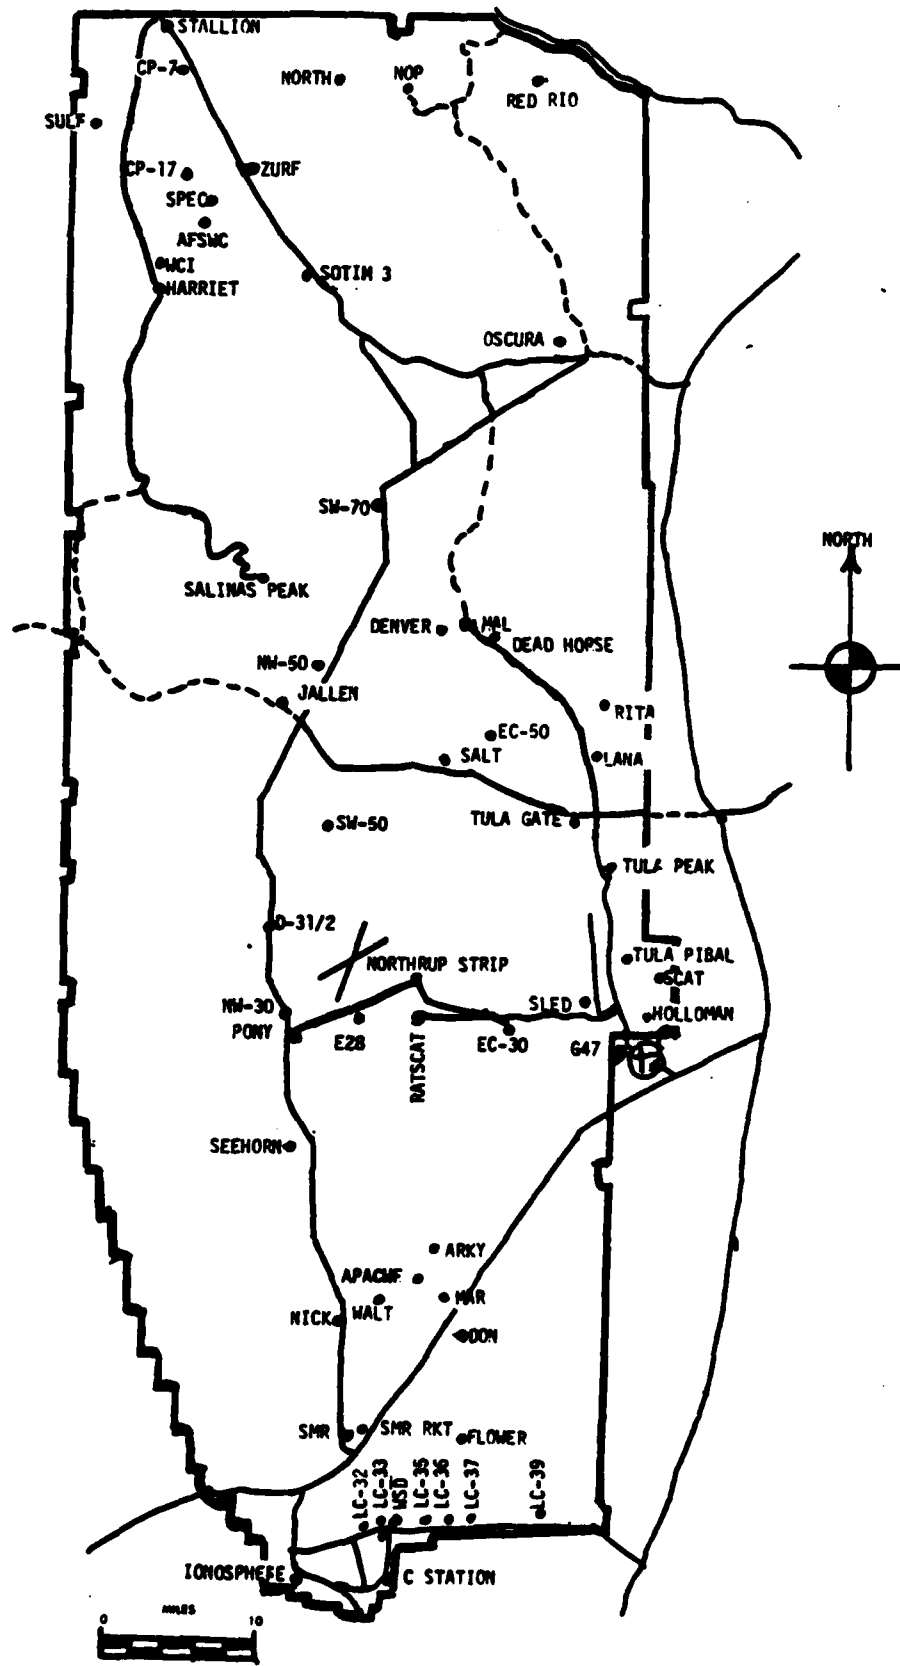 STALLION
CP-7
NORTH
NOP
RED RIO
SULF
CP-17
ZURF
SPEC
AFSWC
WCI
HARRIET
SOTIM 3
OSCURA
SW-70
NORTH
SALINAS PEAK
DENVER
MAL
DEAD HORSE
NW-50
JALLEN
RITA
EC-50
SALT
LANA
SW-50
TULA GATE
TULA PEAK
D-31/2
NORTHRUP STRIP
TULA PIBAL
SCAT
NW-30
SLED
HOLLOMAN
PONY
E28
RATSCAT
EC-30
G47
SEEHORN
ARKY
APACHE
MAR
NICK
WALT
DON
SMR
SMR RKT
FLOWER
LC-32
LC-33
WSD
LC-35
LC-36
LC-37
LC-39
IONOSPHERE
C STATION
0 MILES 10